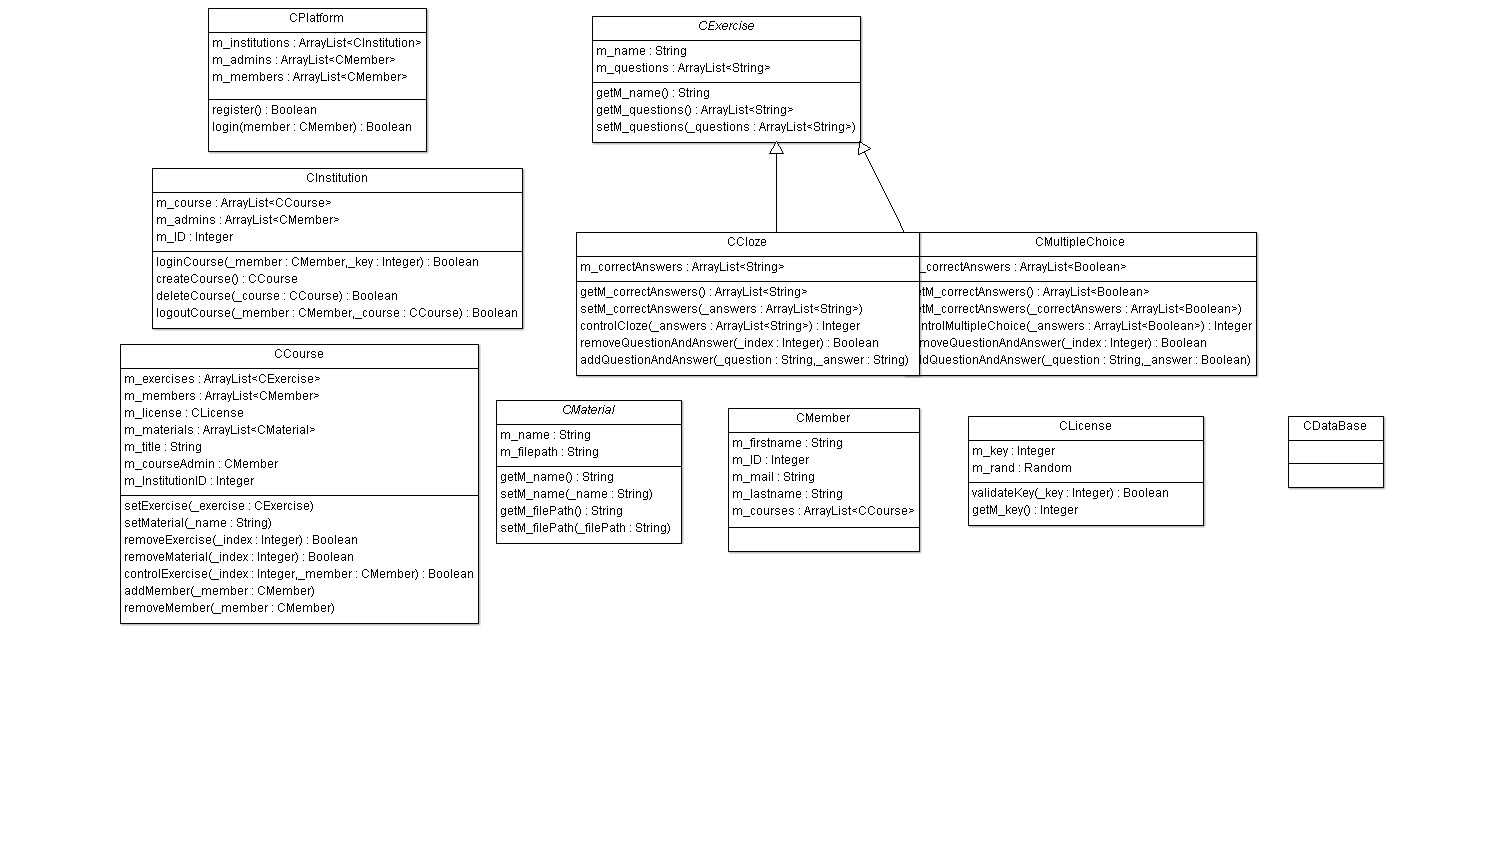 CPlatform
m_institutions : ArrayList<CInstitution>
m_admins : ArrayList<CMember>
m_members : ArrayList<CMember>
register() : Boolean
login(member : CMember) : Boolean
CExercise
m_name : String
m_questions : ArrayList<String>
getM_name() : String
getM_questions() : ArrayList<String>
setM_questions(_questions : ArrayList<String>)
CInstitution
m_course : ArrayList<CCourse>
m_admins : ArrayList<CMember>
m_ID : Integer
loginCourse(_member : CMember,_key : Integer) : Boolean
createCourse() : CCourse
deleteCourse(_course : CCourse) : Boolean
logoutCourse(_member : CMember,_course : CCourse) : Boolean
CCloze
m_correctAnswers : ArrayList<String>
getM_correctAnswers() : ArrayList<String>
setM_correctAnswers(_answers : ArrayList<String>)
controlCloze(_answers : ArrayList<String>) : Integer
removeQuestionAndAnswer(_index : Integer) : Boolean
addQuestionAndAnswer(_question : String,_answer : String)
CMultipleChoice
_correctAnswers : ArrayList<Boolean>
tM_correctAnswers() : ArrayList<Boolean>
tM_correctAnswers(_correctAnswers : ArrayList<Boolean>)
ntrolMultipleChoice(_answers : ArrayList<Boolean>) : Integer
moveQuestionAndAnswer(_index : Integer) : Boolean
dQuestionAndAnswer(_question : String,_answer : Boolean)
CCourse
m_exercises : ArrayList<CExercise>
m_members : ArrayList<CMember>
m_license : CLicense
m_materials : ArrayList<CMaterial>
m_title : String
m_courseAdmin : CMember
m_InstitutionID : Integer
setExercise(_exercise : CExercise)
setMaterial(_name : String)
removeExercise(_index : Integer) : Boolean
removeMaterial(_index : Integer) : Boolean
controlExercise(_index : Integer,_member : CMember) : Boolean
addMember(_member : CMember)
removeMember(_member : CMember)
CMaterial
m_name : String
m_filepath : String
getM_name() : String
setM_name(_name : String)
getM_filePath() : String
setM_filePath(_filePath : String)
CMember
m_firstname : String
m_ID : Integer
m_mail : String
m_lastname : String
m_courses : ArrayList<CCourse>
CLicense
m_key : Integer
m_rand : Random
validateKey(_key : Integer) : Boolean
getM_key() : Integer
CDataBase